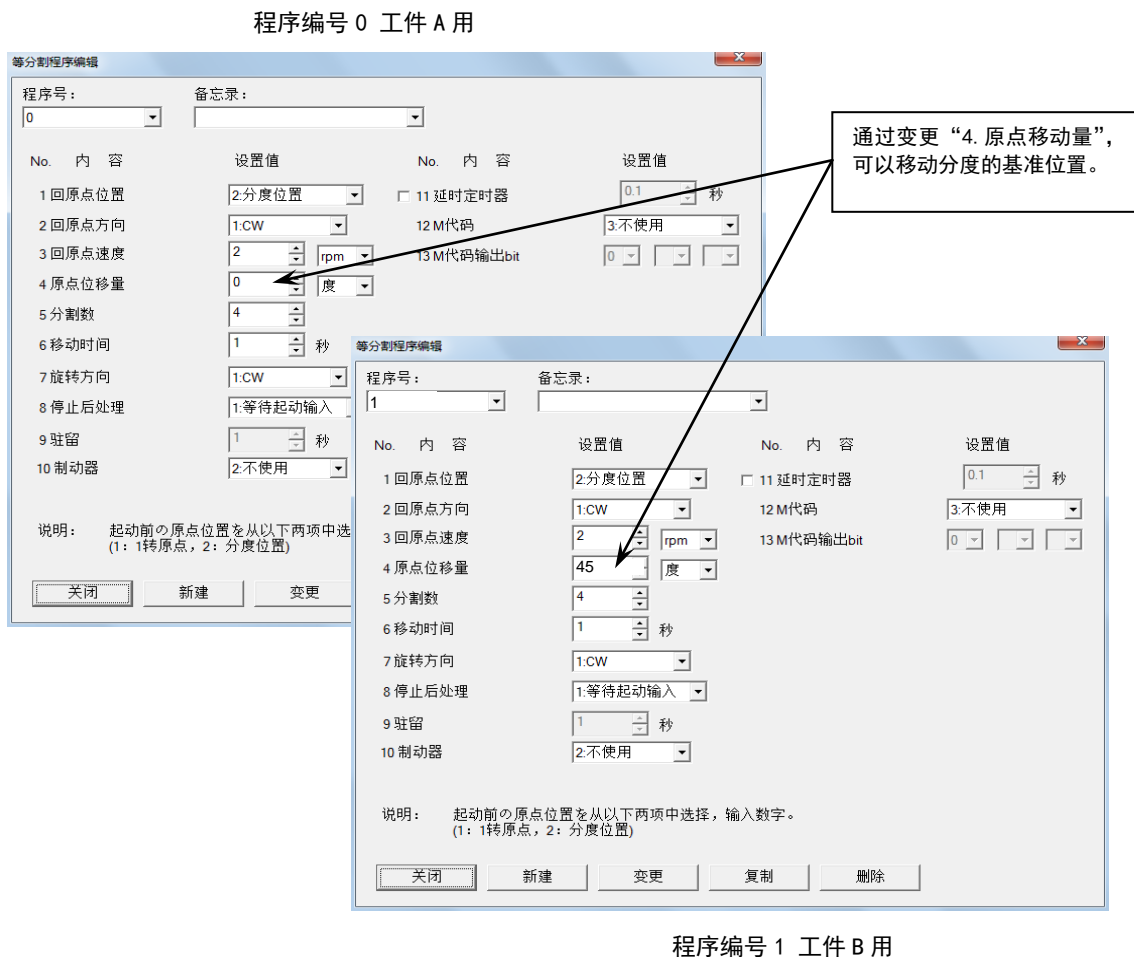 程序编号 0 工件 A 用
等分割程序编辑
程序号：
备忘录：
0
通过变更“4. 原点移动量”，
可以移动分度的基准位置。
No. 内 容 设置值 No. 内 容 设置值
1 回原点位置 2:分度位置 11 延时定时器 0.1 秒
2 回原点方向 1:CW 12 M代码 3:不使用
3 回原点速度 2 rpm 13 M代码输出bit 0
4 原点位移量 0 度
5 分割数 4
6 移动时间 1 秒
7 旋转方向 1:CW
8 停止后处理 1:等待起动输入
9 驻留 1 秒
10 制动器 2:不使用
说明： 起动前の原点位置を从以下两项中选
(1：1转原点，2：分度位置)
关闭 新建 变更
等分割程序编辑
程序号：
备忘录：
1
No. 内 容 设置值 No. 内 容 设置值
1 回原点位置 2:分度位置 11 延时定时器 0.1 秒
2 回原点方向 1:CW 12 M代码 3:不使用
3 回原点速度 2 rpm 13 M代码输出bit 0
4 原点位移量 45 度
5 分割数 4
6 移动时间 1 秒
7 旋转方向 1:CW
8 停止后处理 1:等待起动输入
9 驻留 1 秒
10 制动器 2:不使用
说明： 起动前の原点位置を从以下两项中选择，输入数字。
(1：1转原点，2：分度位置)
关闭 新建 变更 复制 删除
程序编号 1 工件 B 用